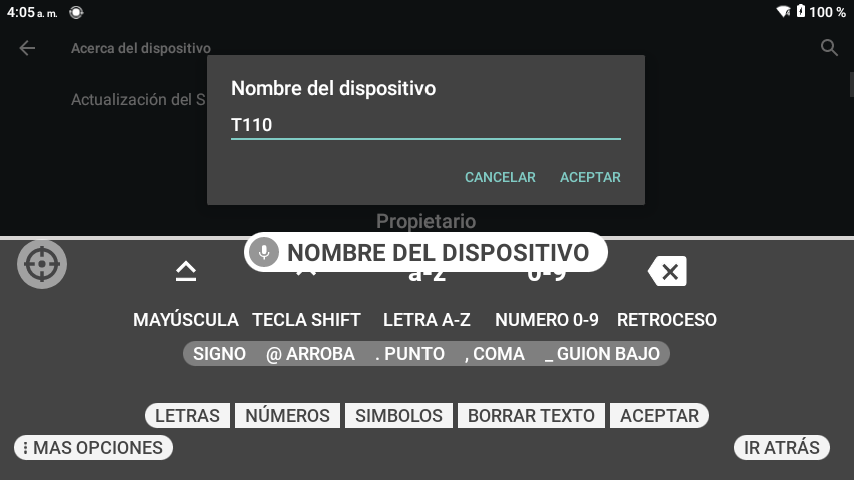 4:05 a. m. 100 %
Acerca del dispositivo
Actualización del S
Nombre del dispositivo
T110
CANCELAR ACEPTAR
Propietario
NOMBRE DEL DISPOSITIVO
a-z 0-9
MAYÚSCULA TECLA SHIFT LETRA A-Z NUMERO 0-9 RETROCESO
SIGNO @ ARROBA . PUNTO , COMA _ GUION BAJO
LETRAS NÚMEROS SIMBOLOS BORRAR TEXTO ACEPTAR
MAS OPCIONES IR ATRÁS